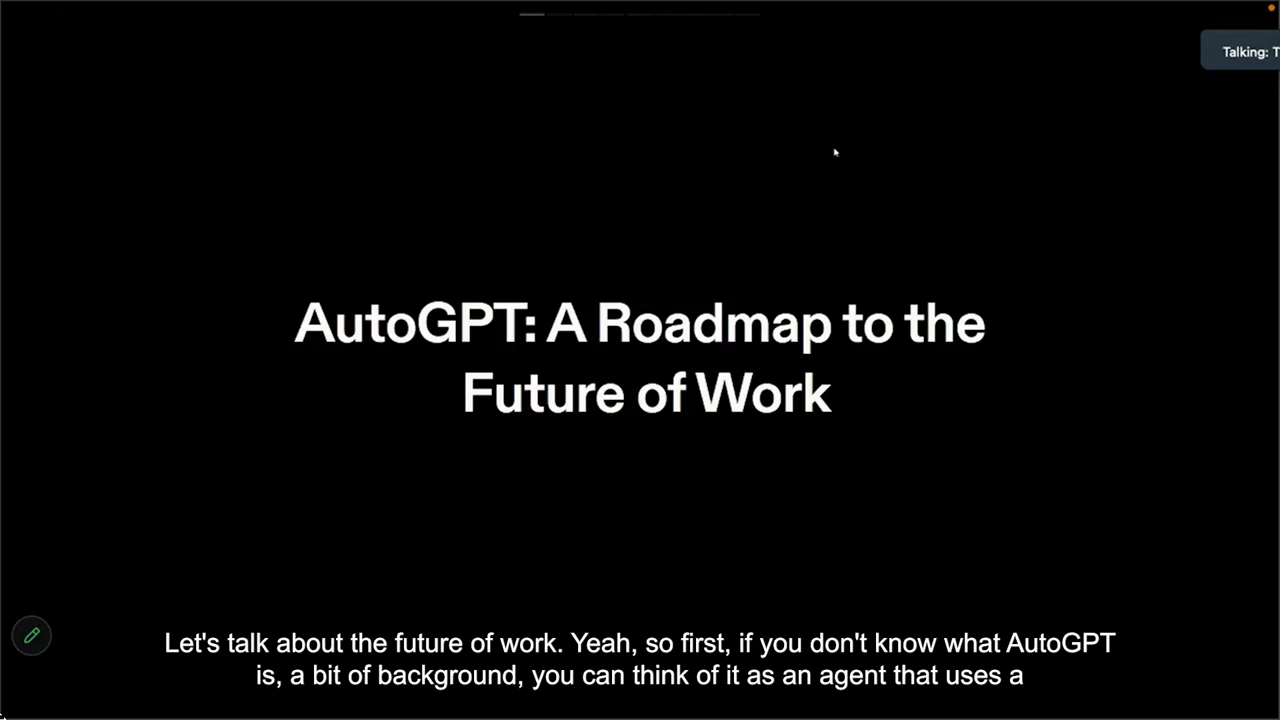 Talking: T
AutoGPT: A Roadmap to the
Future of Work
Let's talk about the future of work. Yeah, so first, if you don't know what AutoGPT
is, a bit of background, you can think of it as an agent that uses a